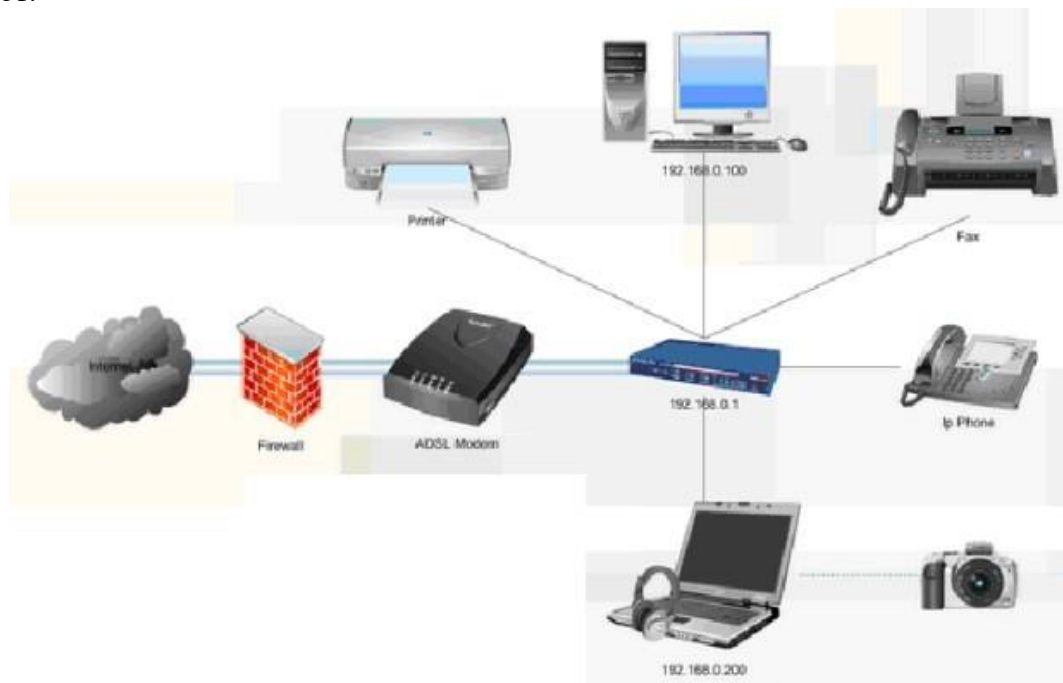 192.168.0.100
Printer
Fax
Internet
Firewall
ADSL Modem
192.168.0.1
Ip Phone
192.168.0.200